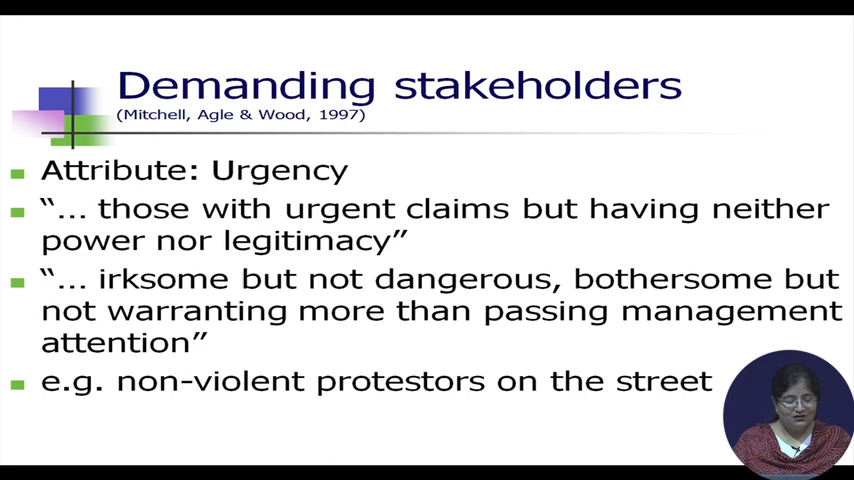 Demanding stakeholders
(Mitchell, Agle & Wood, 1997)
Attribute: Urgency
“... those with urgent claims but having neither
power nor legitimacy”
“... irksome but not dangerous, bothersome but
not warranting more than passing management
attention”
e.g. non-violent protestors on the street